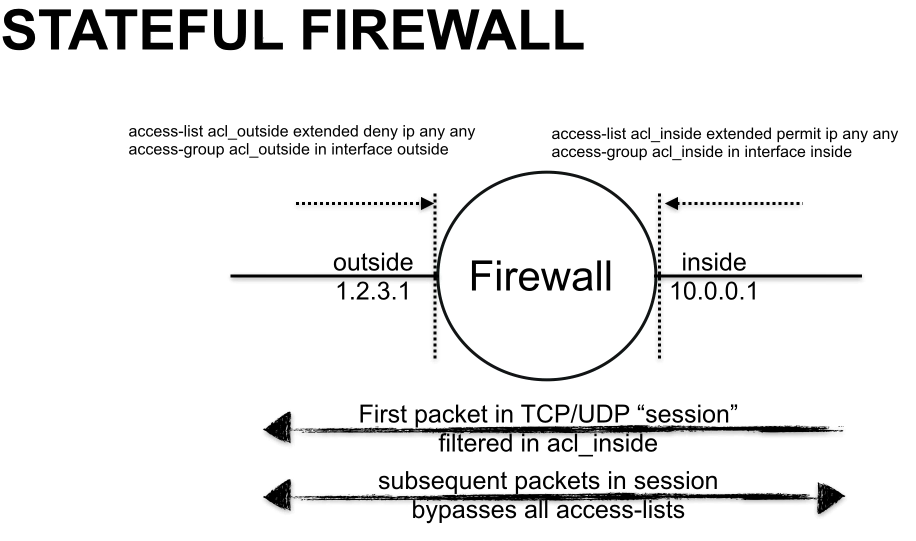 STATEFUL FIREWALL
access-list acl_outside extended deny ip any any
access-group acl_outside in interface outside
access-list acl_inside extended permit ip any any
access-group acl_inside in interface inside
outside
1.2.3.1
Firewall
inside
10.0.0.1
First packet in TCP/UDP “session”
filtered in acl_inside
subsequent packets in session
bypasses all access-lists